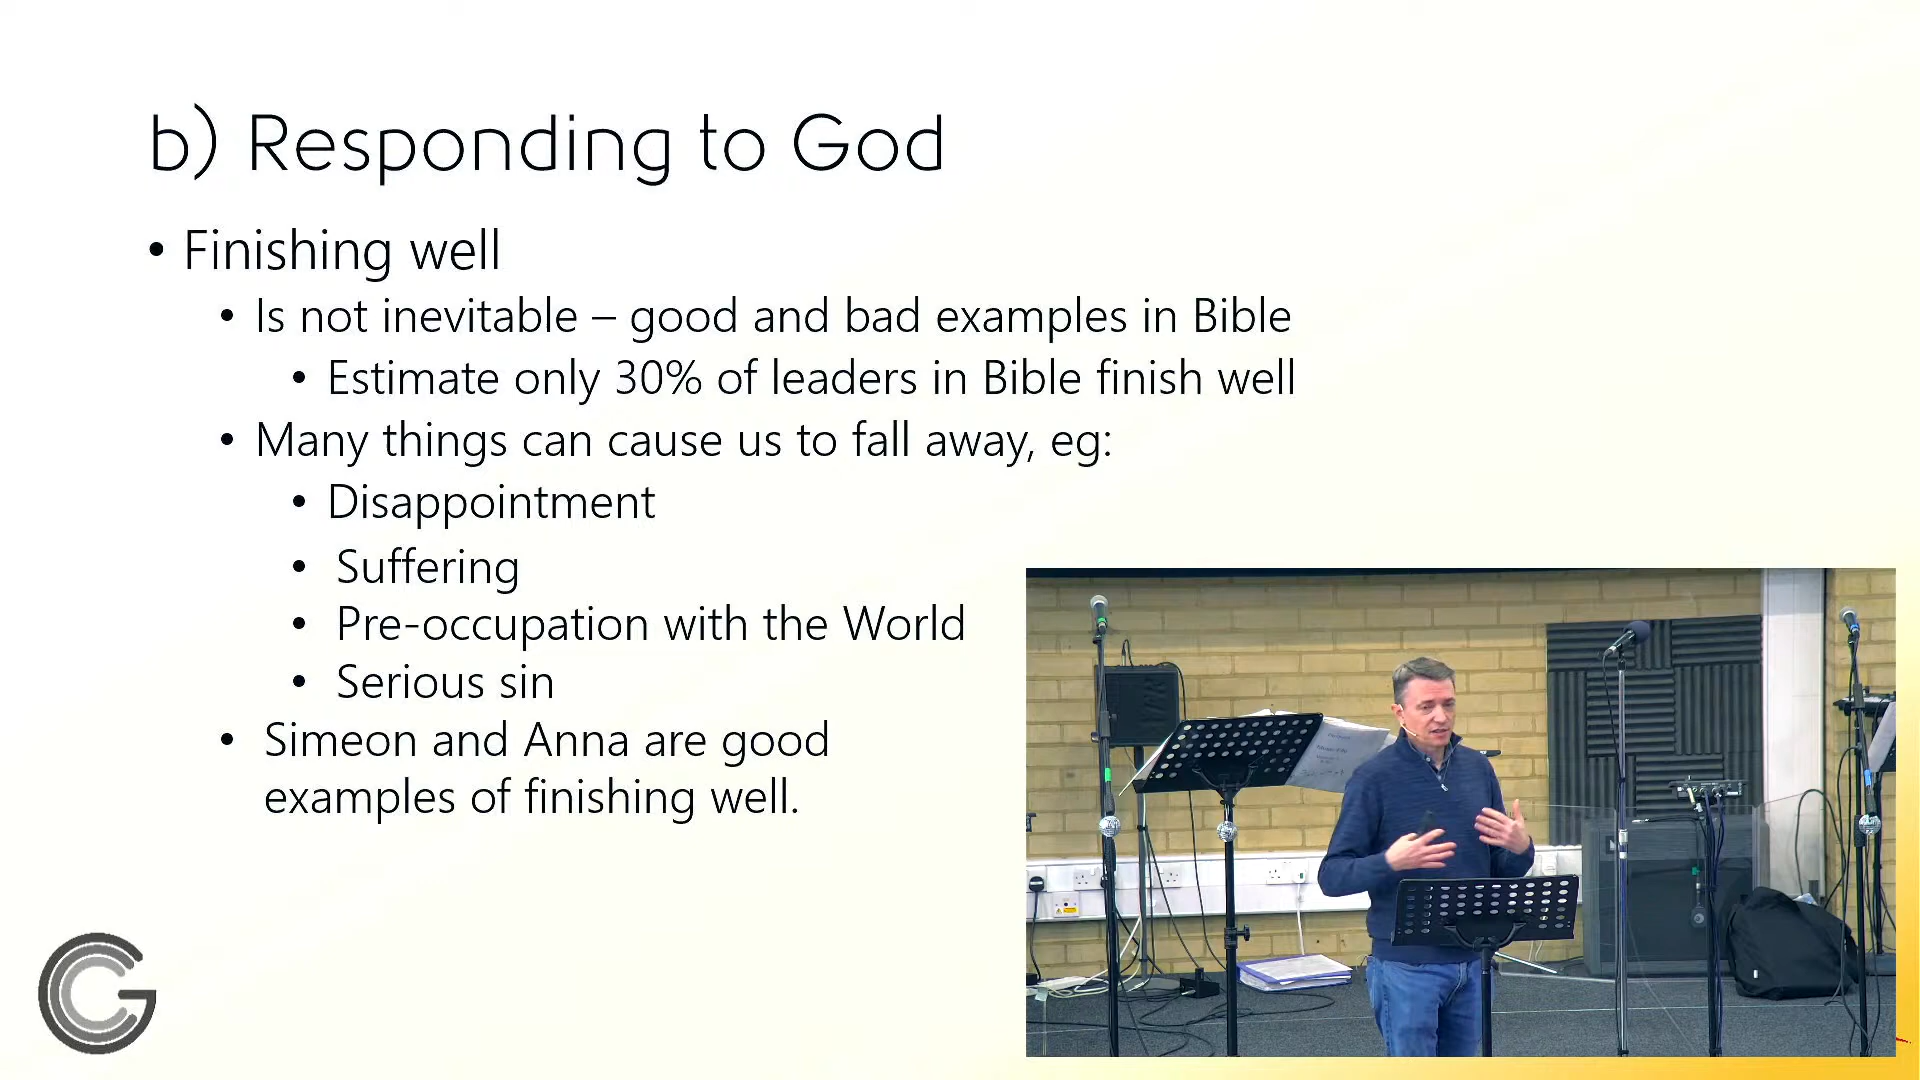 b) Responding to God
• Finishing well
• Is not inevitable – good and bad examples in Bible
• Estimate only 30% of leaders in Bible finish well
• Many things can cause us to fall away, eg:
• Disappointment
• Suffering
• Pre-occupation with the World
• Serious sin
• Simeon and Anna are good
examples of finishing well.